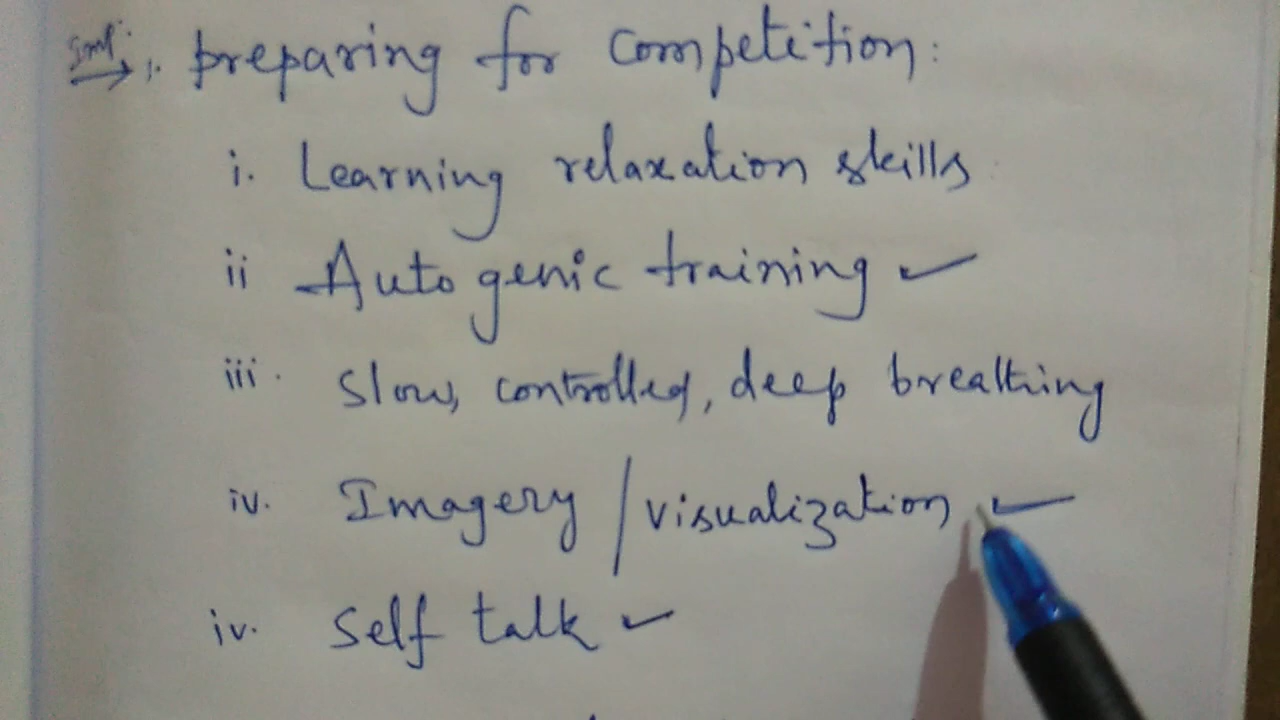 Imp: 1. preparing for competition:
i. Learning relaxation skills
ii Autogenic training
iii. slow, controlled, deep breathing
iv. Imagery / visualization
iv. Self talk